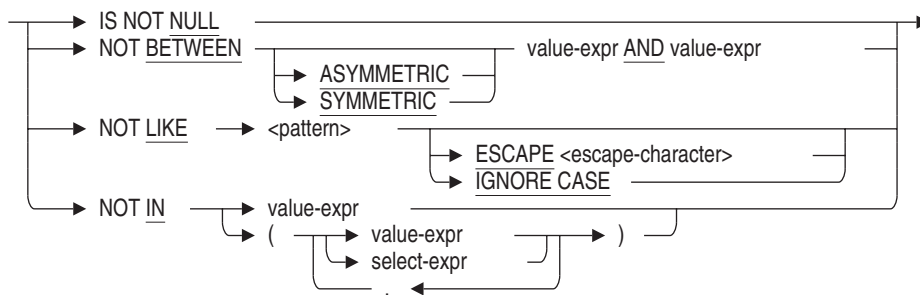 IS NOT NULL
NOT BETWEEN value-expr AND value-expr
ASYMMETRIC
SYMMETRIC
NOT LIKE <pattern>
ESCAPE <escape-character>
IGNORE CASE
NOT IN value-expr
( value-expr )
select-expr
,